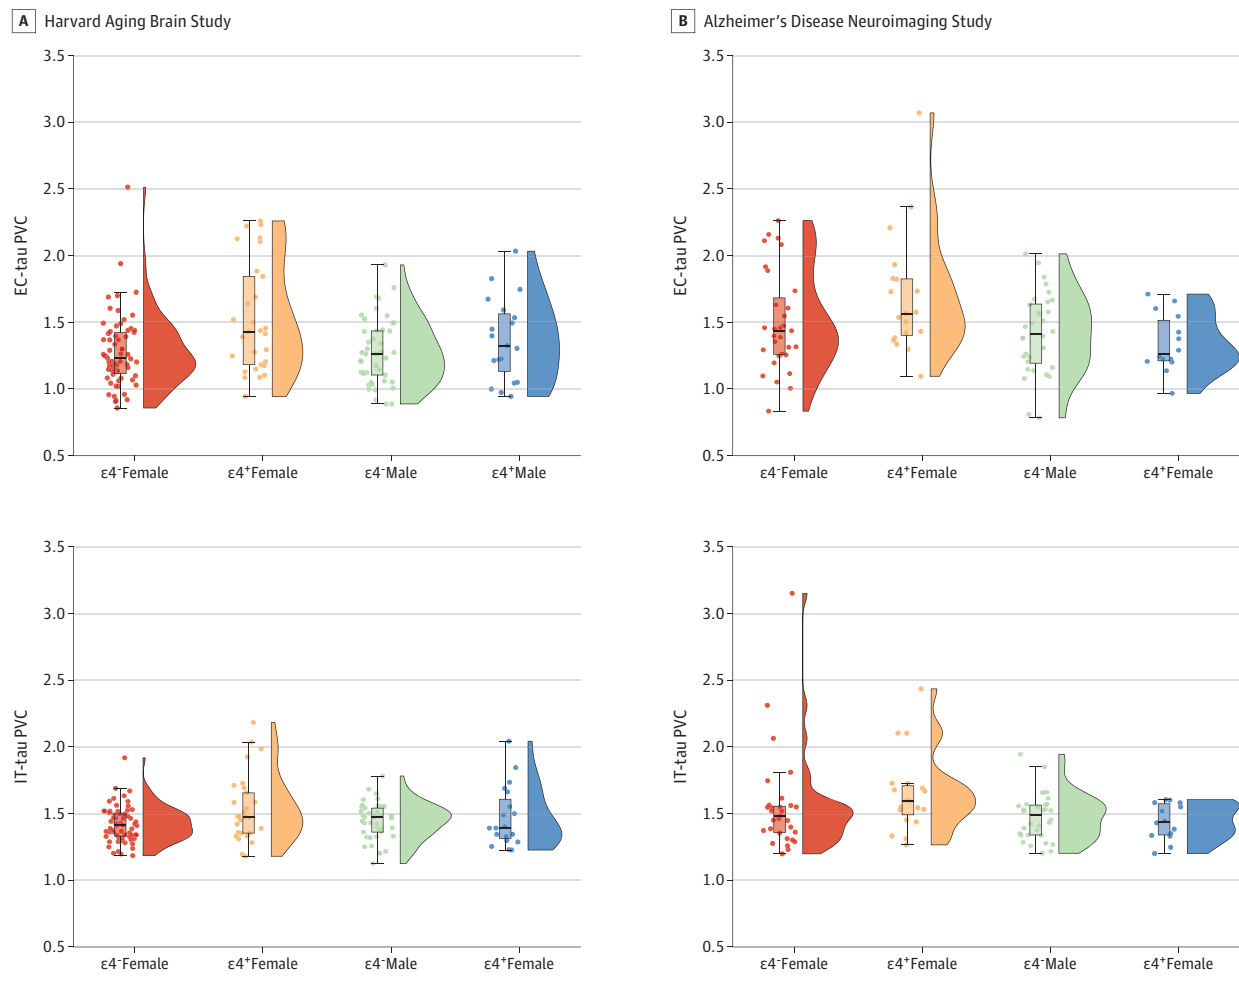 A Harvard Aging Brain Study
3.5
3.0
2.5
2.0
1.5
1.0
0.5
EC-tau PVC
ε4⁻Female ε4⁺Female ε4⁻Male ε4⁺Male
B Alzheimer's Disease Neuroimaging Study
3.5
3.0
2.5
2.0
1.5
1.0
0.5
EC-tau PVC
ε4⁻Female ε4⁺Female ε4⁻Male ε4⁺Female
3.5
3.0
2.5
2.0
1.5
1.0
0.5
IT-tau PVC
ε4⁻Female ε4⁺Female ε4⁻Male ε4⁺Female
3.5
3.0
2.5
2.0
1.5
1.0
0.5
IT-tau PVC
ε4⁻Female ε4⁺Female ε4⁻Male ε4⁺Female